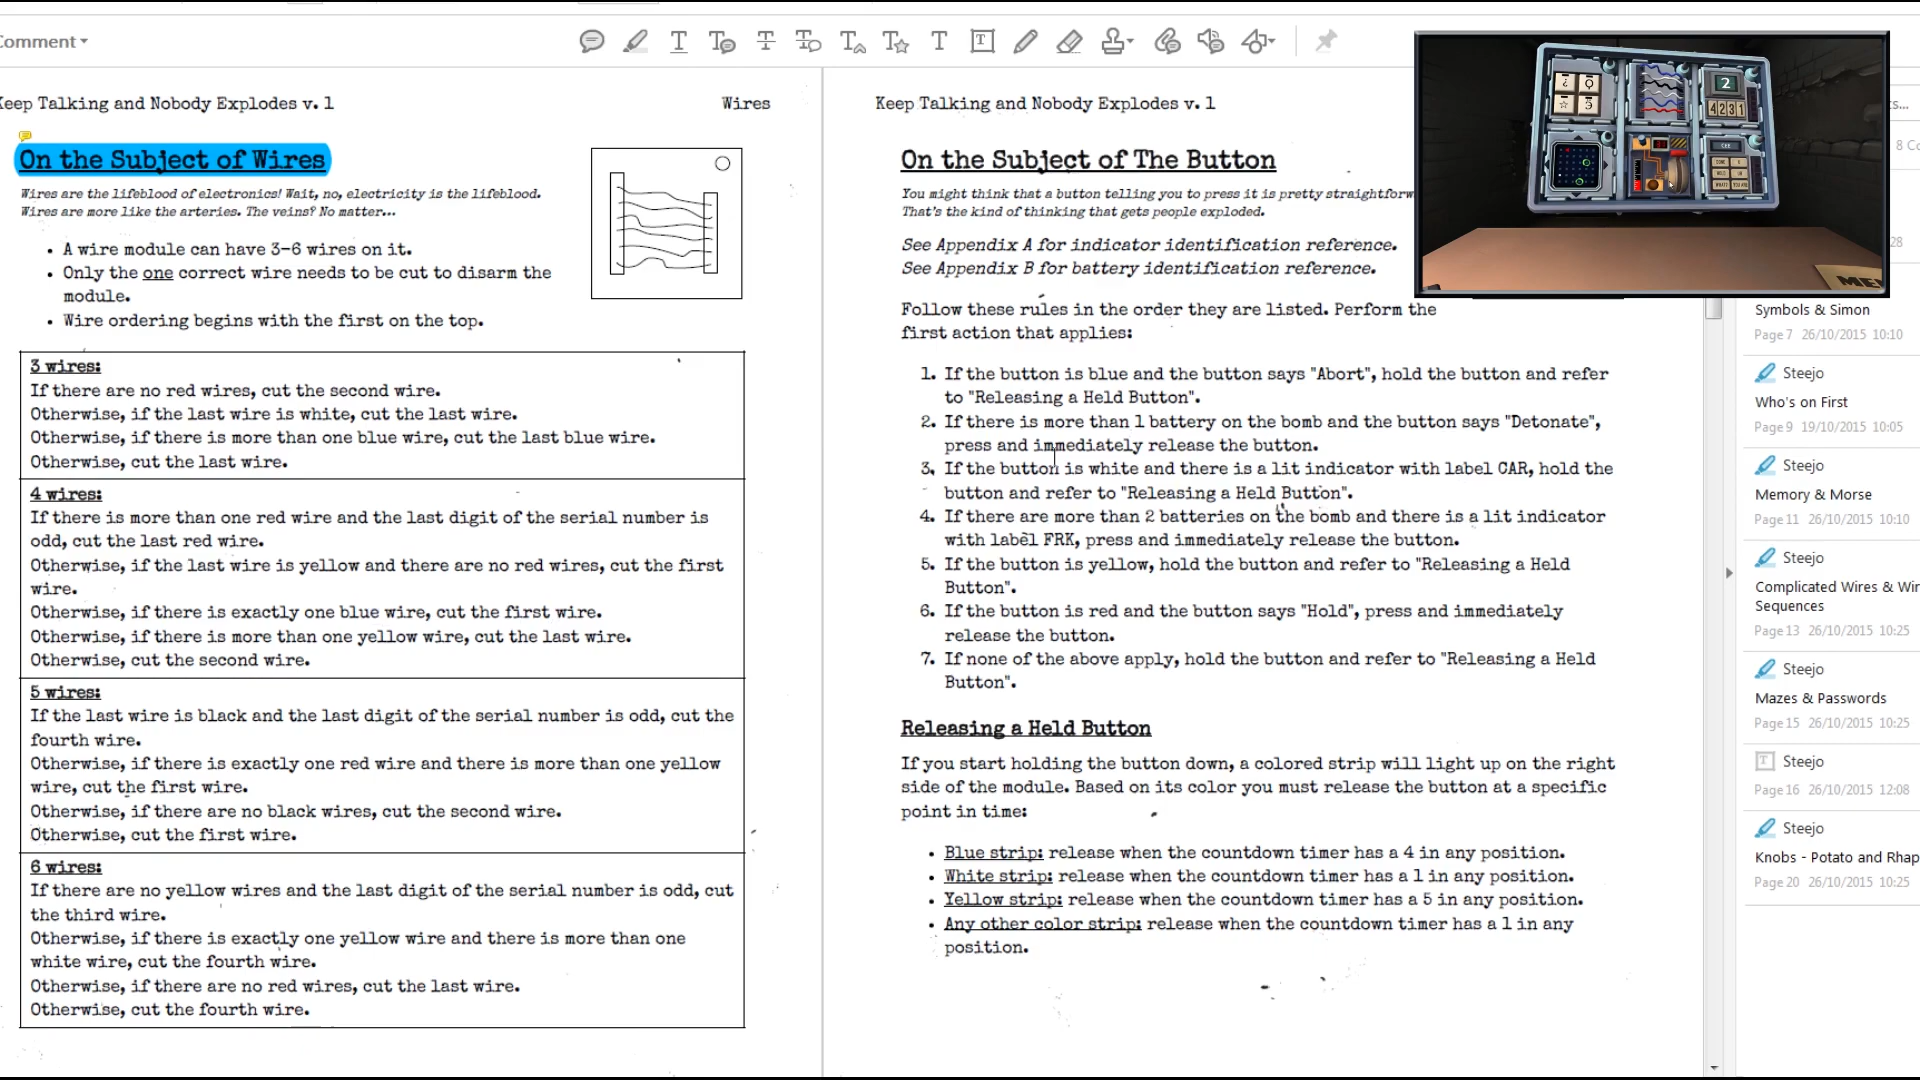 Comment
Keep Talking and Nobody Explodes v. 1
Wires
On the Subject of Wires
Wires are the lifeblood of electronics! Wait, no, electricity is the lifeblood.
Wires are more like the arteries. The veins? No matter...
• A wire module can have 3-6 wires on it.
• Only the one correct wire needs to be cut to disarm the
module.
• Wire ordering begins with the first on the top.
3 wires:
If there are no red wires, cut the second wire.
Otherwise, if the last wire is white, cut the last wire.
Otherwise, if there is more than one blue wire, cut the last blue wire.
Otherwise, cut the last wire.
4 wires:
If there is more than one red wire and the last digit of the serial number is
odd, cut the last red wire.
Otherwise, if the last wire is yellow and there are no red wires, cut the first
wire.
Otherwise, if there is exactly one blue wire, cut the first wire.
Otherwise, if there is more than one yellow wire, cut the last wire.
Otherwise, cut the second wire.
5 wires:
If the last wire is black and the last digit of the serial number is odd, cut the
fourth wire.
Otherwise, if there is exactly one red wire and there is more than one yellow
wire, cut the first wire.
Otherwise, if there are no black wires, cut the second wire.
Otherwise, cut the first wire.
6 wires:
If there are no yellow wires and the last digit of the serial number is odd, cut
the third wire.
Otherwise, if there is exactly one yellow wire and there is more than one
white wire, cut the fourth wire.
Otherwise, if there are no red wires, cut the last wire.
Otherwise, cut the fourth wire.
Keep Talking and Nobody Explodes v. 1
On the Subject of The Button
You might think that a button telling you to press it is pretty straightforw
That's the kind of thinking that gets people exploded.
See Appendix A for indicator identification reference.
See Appendix B for battery identification reference.
Follow these rules in the order they are listed. Perform the
first action that applies:
1. If the button is blue and the button says "Abort", hold the button and refer
to "Releasing a Held Button".
2. If there is more than 1 battery on the bomb and the button says "Detonate",
press and immediately release the button.
3. If the button is white and there is a lit indicator with label CAR, hold the
button and refer to "Releasing a Held Button".
4. If there are more than 2 batteries on the bomb and there is a lit indicator
with label FRK, press and immediately release the button.
5. If the button is yellow, hold the button and refer to "Releasing a Held
Button".
6. If the button is red and the button says "Hold", press and immediately
release the button.
7. If none of the above apply, hold the button and refer to "Releasing a Held
Button".
Releasing a Held Button
If you start holding the button down, a colored strip will light up on the right
side of the module. Based on its color you must release the button at a specific
point in time:
• Blue strip: release when the countdown timer has a 4 in any position.
• White strip: release when the countdown timer has a 1 in any position.
• Yellow strip: release when the countdown timer has a 5 in any position.
• Any other color strip: release when the countdown timer has a 1 in any
position.
2
4231
s...
8 Co
28
Symbols & Simon
Page 7 26/10/2015 10:10
Steejo
Who's on First
Page 9 19/10/2015 10:05
Steejo
Memory & Morse
Page 11 26/10/2015 10:10
Steejo
Complicated Wires & Wir
Sequences
Page 13 26/10/2015 10:25
Steejo
Mazes & Passwords
Page 15 26/10/2015 10:25
Steejo
Page 16 26/10/2015 12:08
Steejo
Knobs - Potato and Rhap
Page 20 26/10/2015 10:25